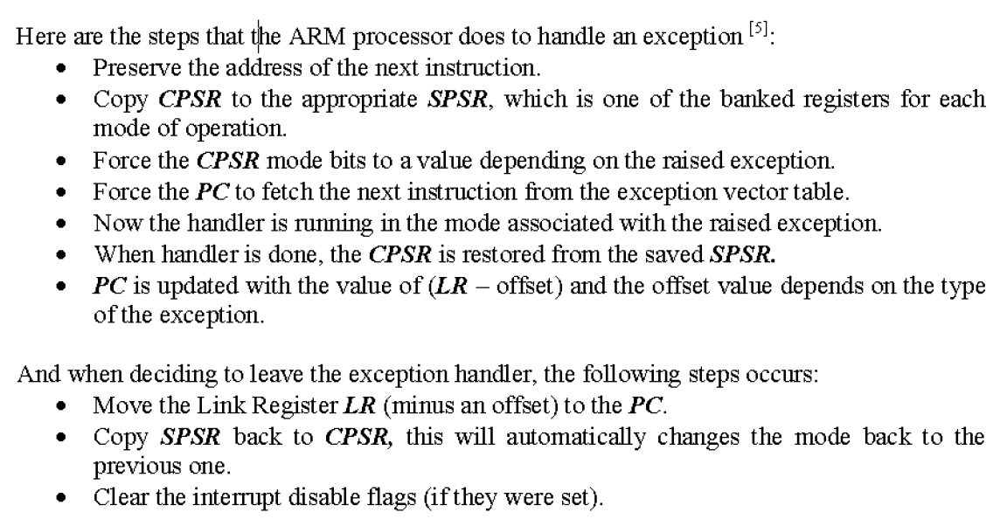 Here are the steps that the ARM processor does to handle an exception [5]:
• Preserve the address of the next instruction.
• Copy CPSR to the appropriate SPSR, which is one of the banked registers for each
mode of operation.
• Force the CPSR mode bits to a value depending on the raised exception.
• Force the PC to fetch the next instruction from the exception vector table.
• Now the handler is running in the mode associated with the raised exception.
• When handler is done, the CPSR is restored from the saved SPSR.
• PC is updated with the value of (LR – offset) and the offset value depends on the type
of the exception.
And when deciding to leave the exception handler, the following steps occurs:
• Move the Link Register LR (minus an offset) to the PC.
• Copy SPSR back to CPSR, this will automatically changes the mode back to the
previous one.
• Clear the interrupt disable flags (if they were set).